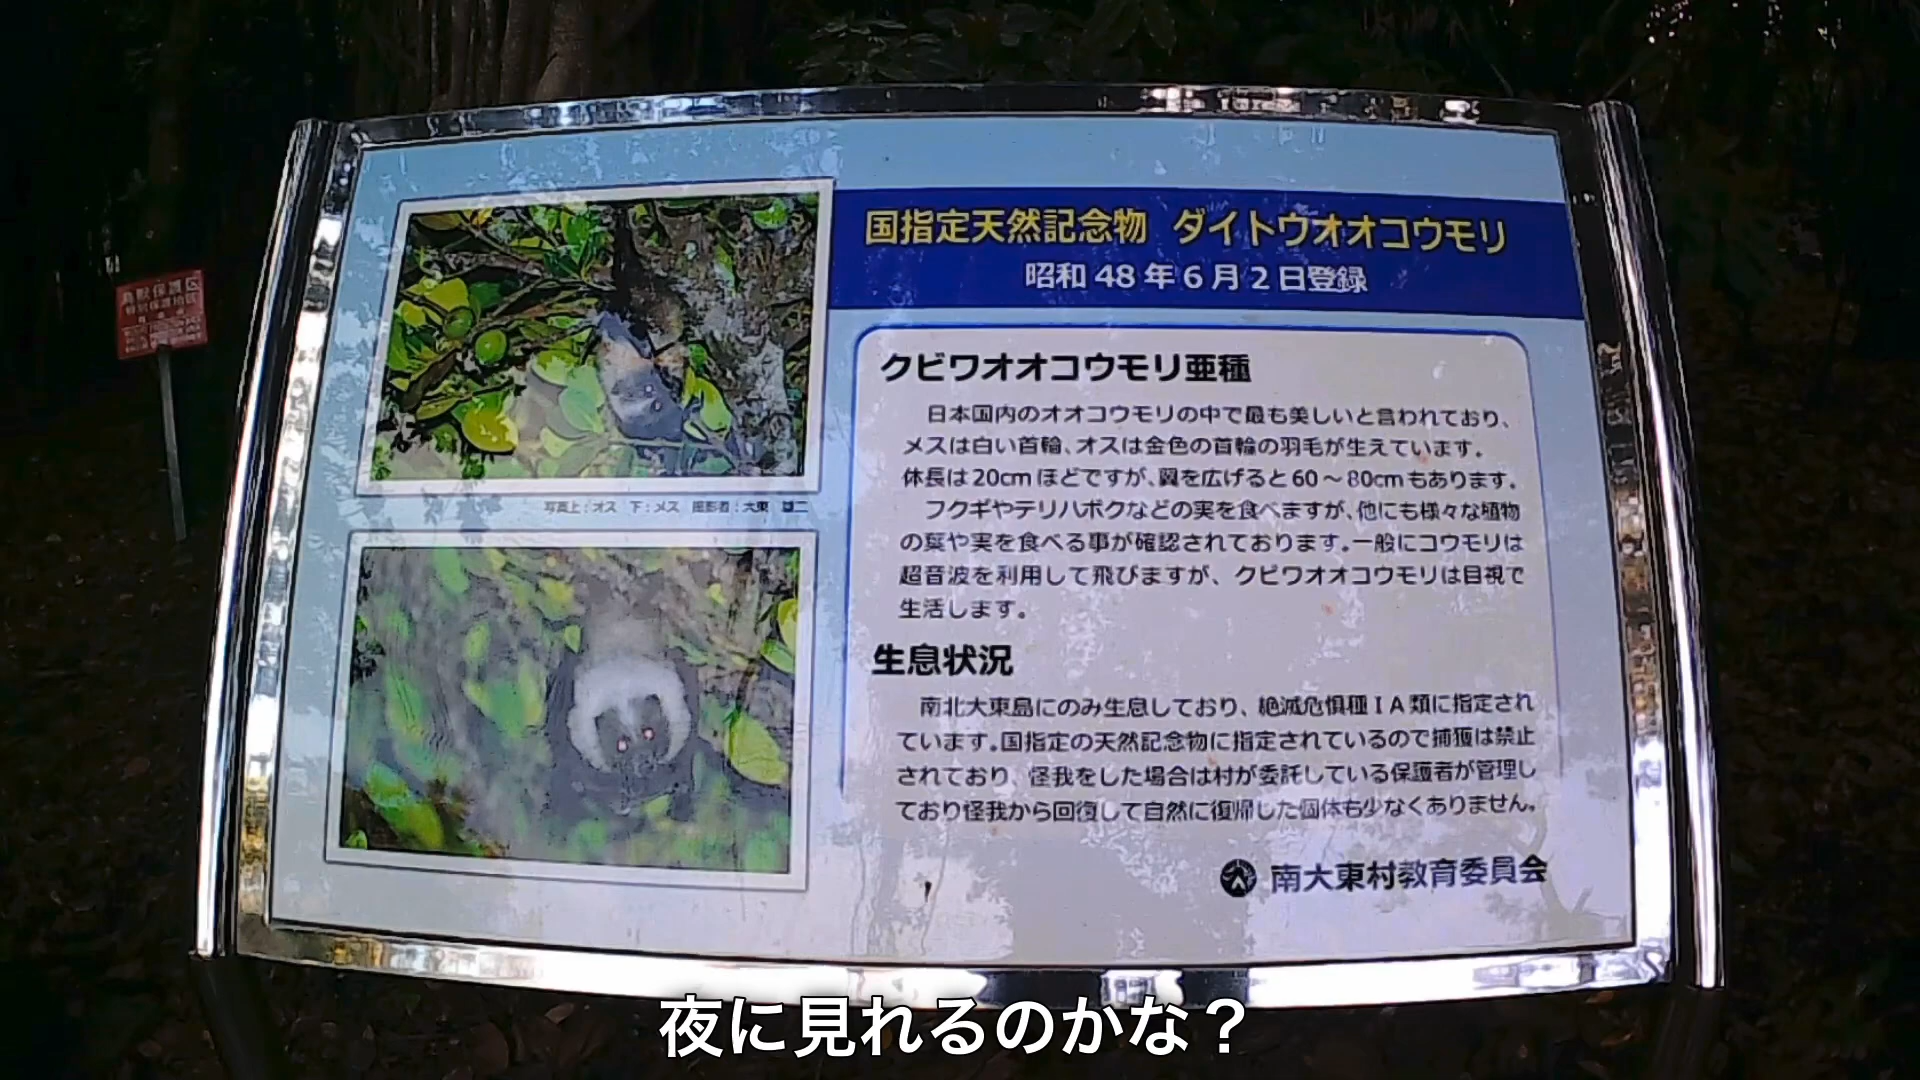 鳥獣保護区
国指定天然記念物 ダイトウオオコウモリ
昭和48年6月2日登録
クビワオオコウモリ亜種
日本国内のオオコウモリの中で最も美しいと言われており、
メスは白い首輪、オスは金色の首輪の羽毛が生えています。
体長は20cmほどですが、翼を広げると60～80cmもあります。
フクギやテリハボクなどの実を食べますが、他にも様々な植物
の葉や実を食べる事が確認されております。一般にコウモリは
超音波を利用して飛びますが、クビワオオコウモリは目視で
生活します。
写真上:オス 下:メス 撮影者:大東
生息状況
南北大東島にのみ生息しており、絶滅危惧種IA類に指定され
ています。国指定の天然記念物に指定されているので捕獲は禁止
されており、怪我をした場合は村が委託している保護者が管理し
ており怪我から回復して自然に復帰した個体も少なくありません。
南大東村教育委員会
夜に見れるのかな？